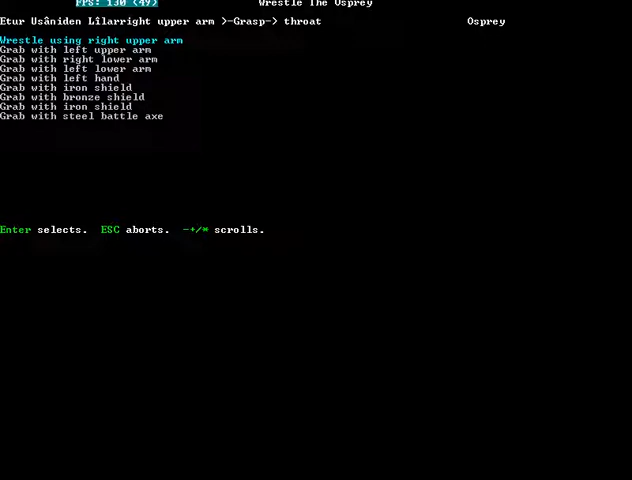 FPS: 130 (49) Wrestle The Osprey
Etur Usâniden Lîlarright upper arm >-Grasp-> throat Osprey
Wrestle using right upper arm
Grab with left upper arm
Grab with right lower arm
Grab with left lower arm
Grab with left hand
Grab with iron shield
Grab with bronze shield
Grab with iron shield
Grab with steel battle axe
Enter selects. ESC aborts. -+/* scrolls.